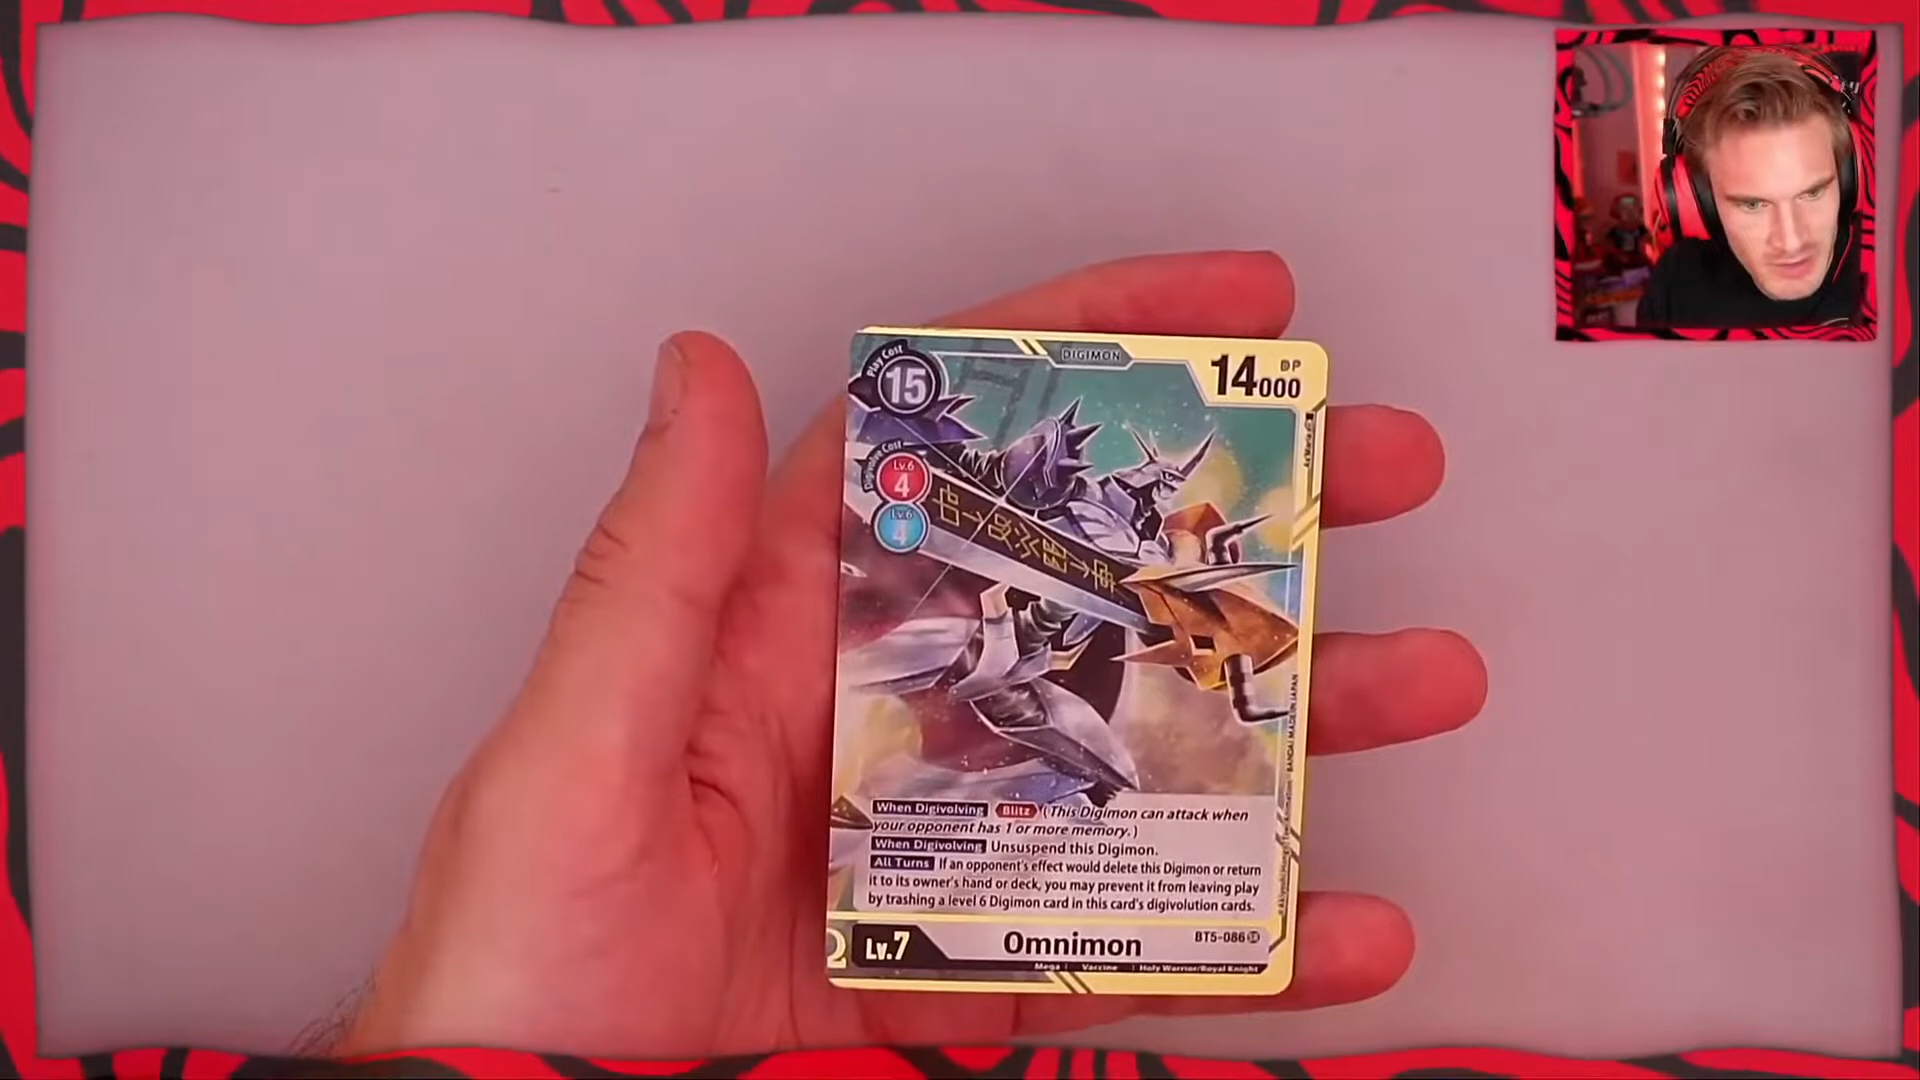 DIGIMON
Play Cost
15
14000
DP
Digivolve Cost
Lv.6
4
Lv.6
4
When Digivolving Blitz (This Digimon can attack when
your opponent has 1 or more memory.)
When Digivolving Unsuspend this Digimon.
All Turns If an opponent's effect would delete this Digimon or return
it to its owner's hand or deck, you may prevent it from leaving play
by trashing a level 6 Digimon card in this card's digivolution cards.
BANDAI MADE IN JAPAN
Lv.7
Omnimon
BT5-086 SR
Mega | Vaccine | Holy Warrior/Royal Knight